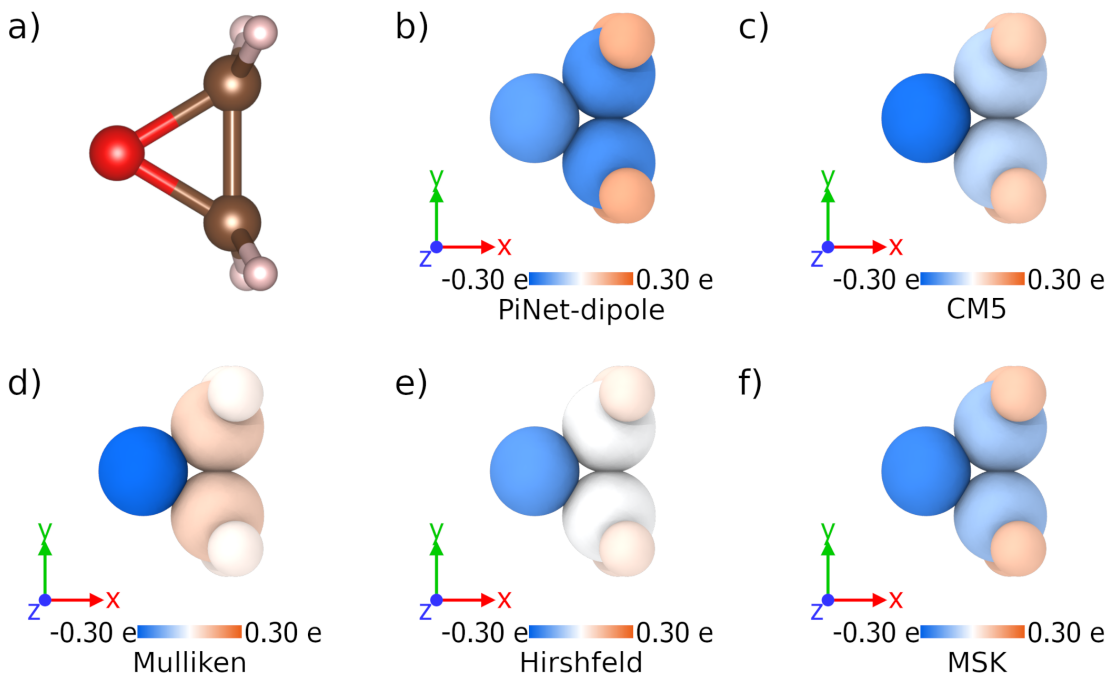 a)
b)
y
z
x
-0.30 e 0.30 e
PiNet-dipole
c)
y
z
x
-0.30 e 0.30 e
CM5
d)
y
z
x
-0.30 e 0.30 e
Mulliken
e)
y
z
x
-0.30 e 0.30 e
Hirshfeld
f)
y
z
x
-0.30 e 0.30 e
MSK